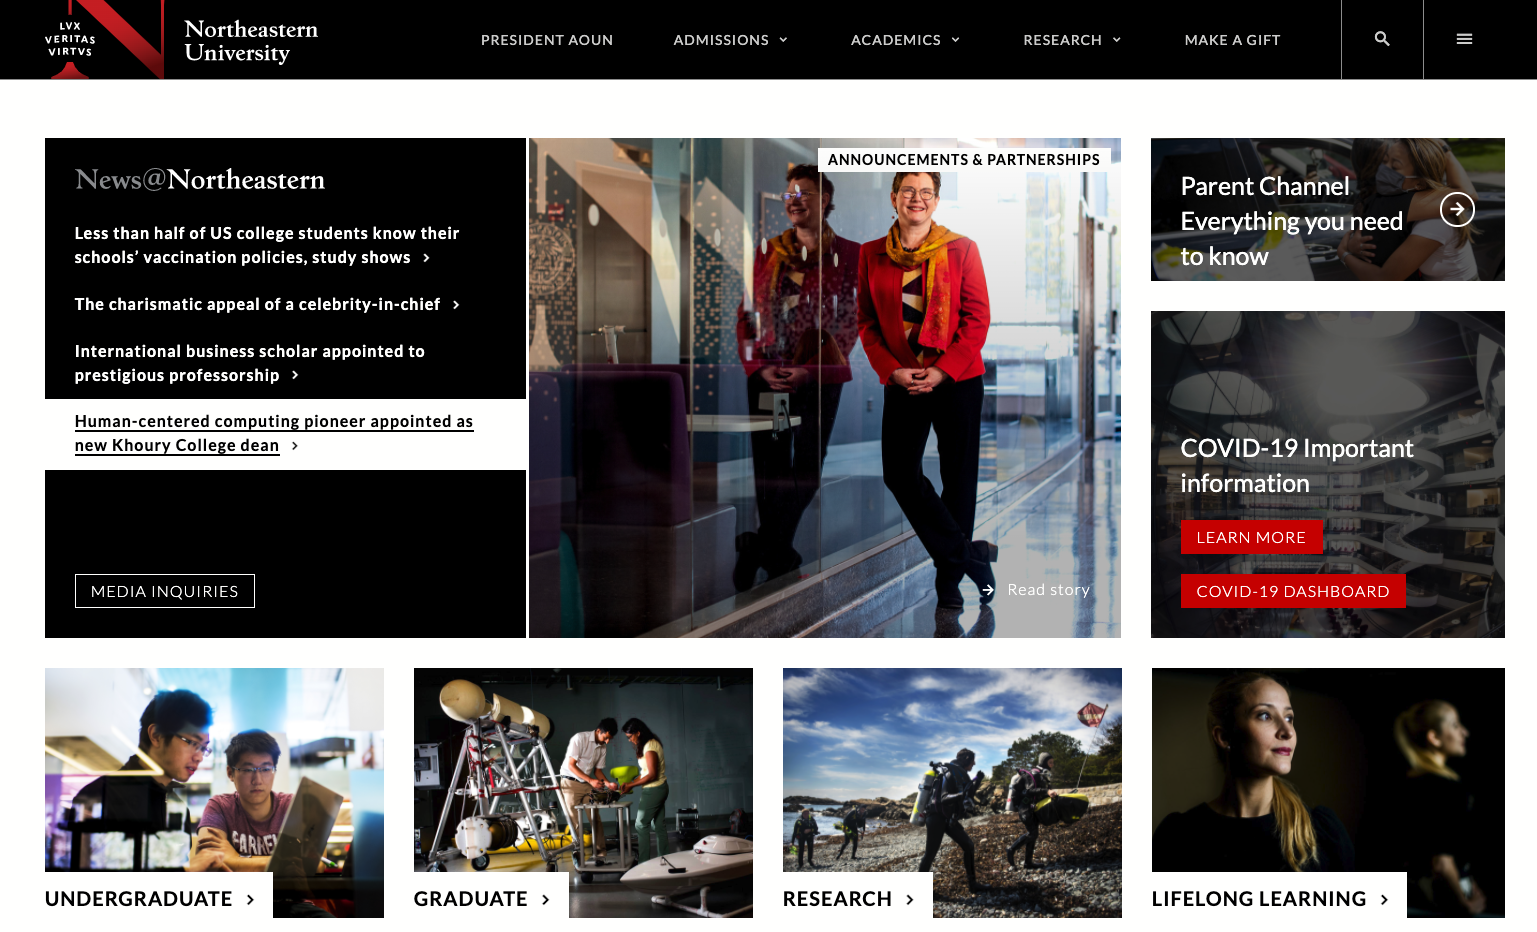 LVX
VERITAS
VIRTVS
Northeastern
University
PRESIDENT AOUN
ADMISSIONS
ACADEMICS
RESEARCH
MAKE A GIFT
News@Northeastern
Less than half of US college students know their
schools’ vaccination policies, study shows
The charismatic appeal of a celebrity-in-chief
International business scholar appointed to
prestigious professorship
Human-centered computing pioneer appointed as
new Khoury College dean
MEDIA INQUIRIES
ANNOUNCEMENTS & PARTNERSHIPS
Read story
Parent Channel
Everything you need
to know
COVID-19 Important
information
LEARN MORE
COVID-19 DASHBOARD
UNDERGRADUATE
GRADUATE
RESEARCH
LIFELONG LEARNING